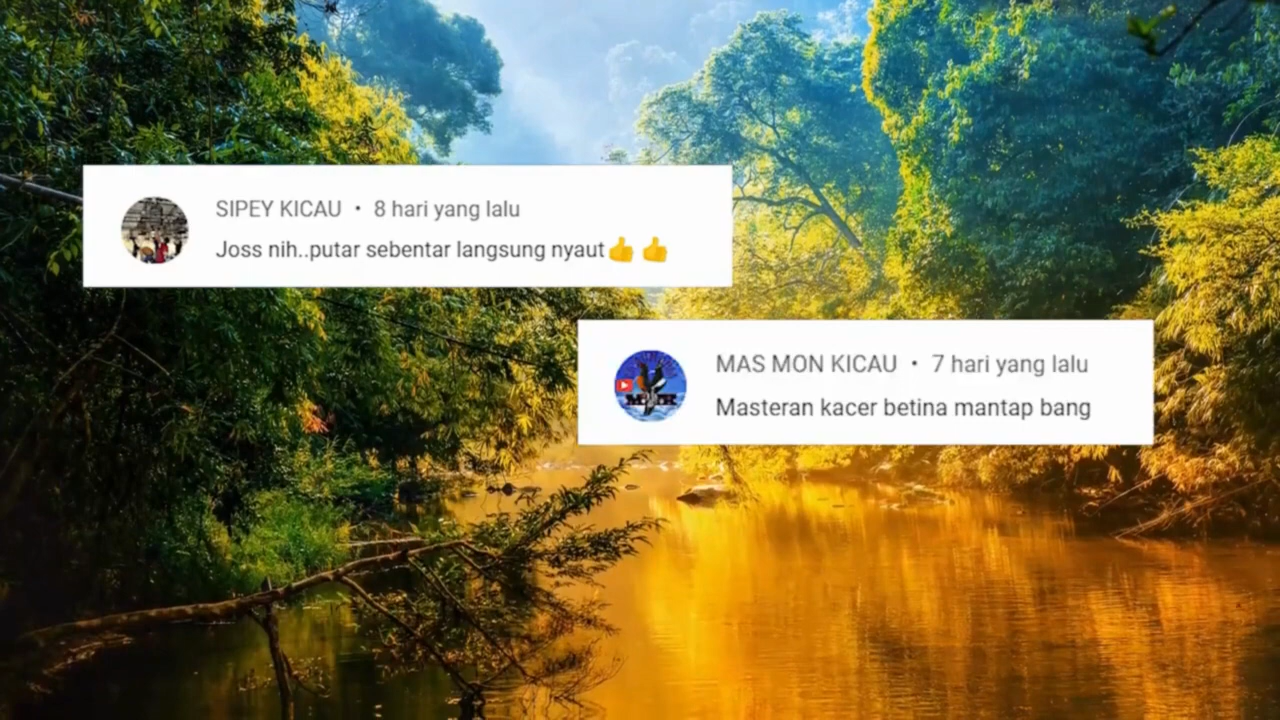 SIPEY KICAU • 8 hari yang lalu
Joss nih..putar sebentar langsung nyaut👍 👍
MAS MON KICAU • 7 hari yang lalu
Masteran kacer betina mantap bang